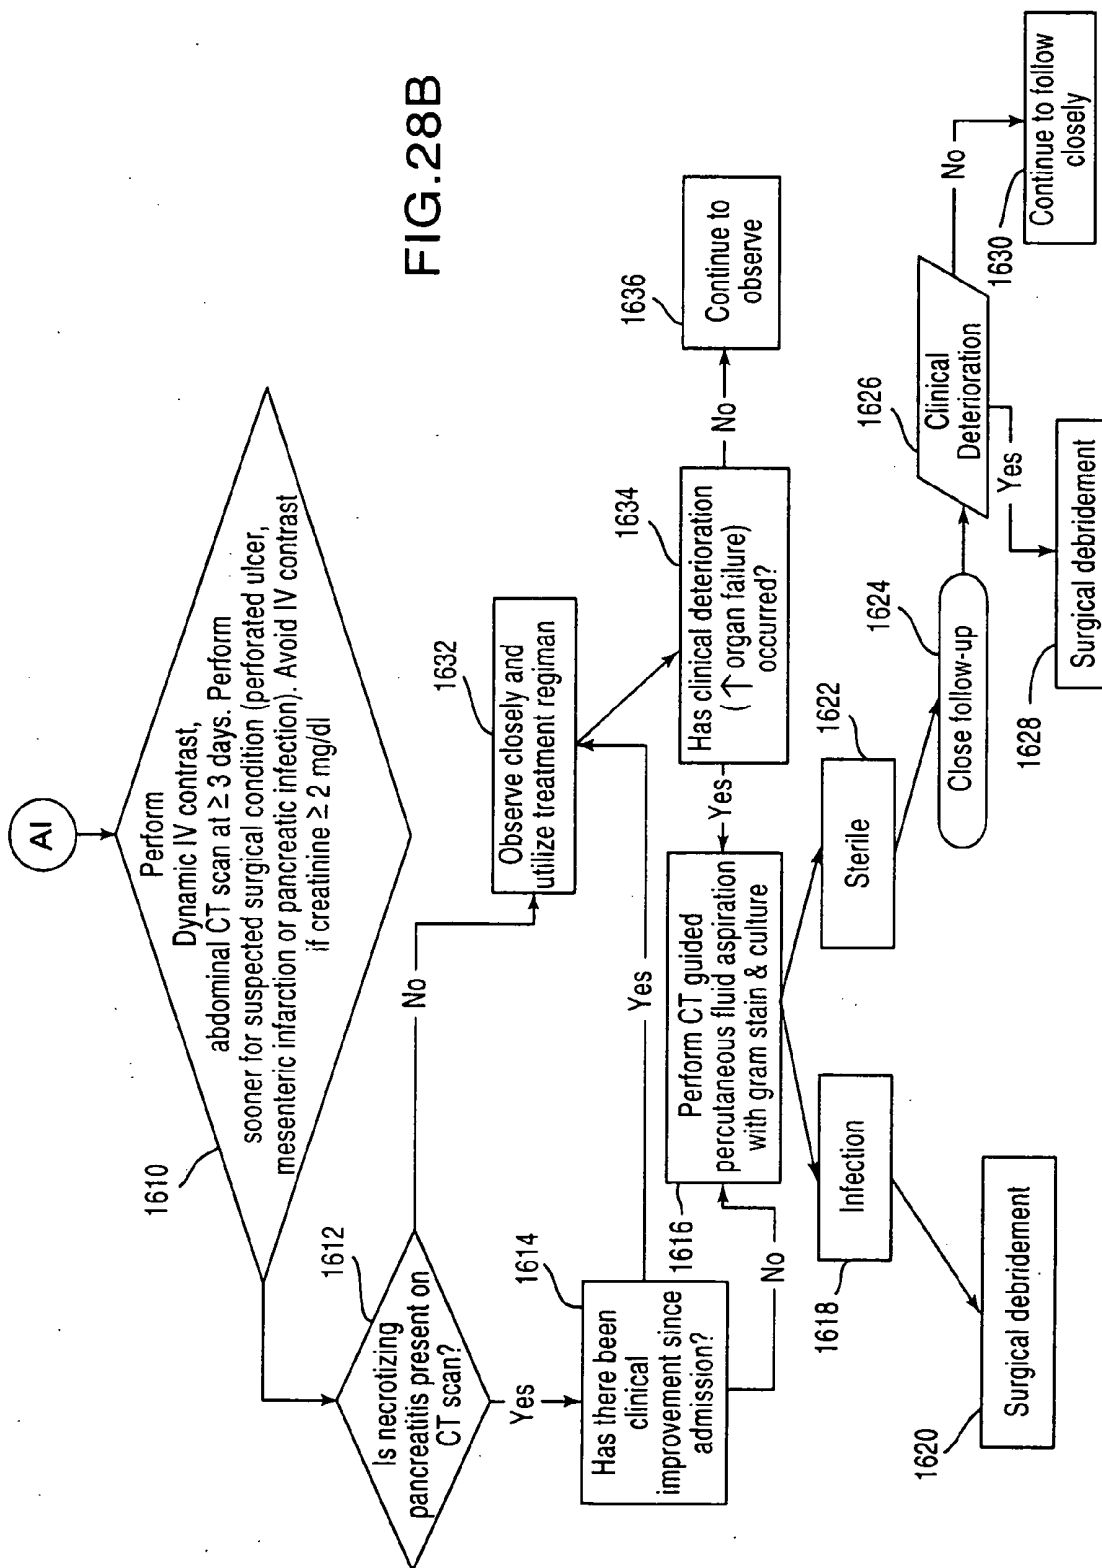 AI
Perform
Dynamic IV contrast,
abdominal CT scan at ≥ 3 days. Perform
sooner for suspected surgical condition (perforated ulcer,
mesenteric infarction or pancreatic infection). Avoid IV contrast
if creatinine ≥ 2 mg/dl
1610
1612
Is necrotizing
pancreatitis present on
CT scan?
No
Yes
1632
Observe closely and
utilize treatment regiman
1614
Has there been
clinical
improvement since
admission?
Yes
No
1634
Has clinical deterioration
(↑ organ failure)
occurred?
No
1636
Continue to
observe
Yes
1616
Perform CT guided
percutaneous fluid aspiration
with gram stain & culture
1618
Infection
1622
Sterile
1620
Surgical debridement
1624
Close follow-up
1626
Clinical
Deterioration
Yes
1628
Surgical debridement
No
1630
Continue to follow
closely
FIG.28B